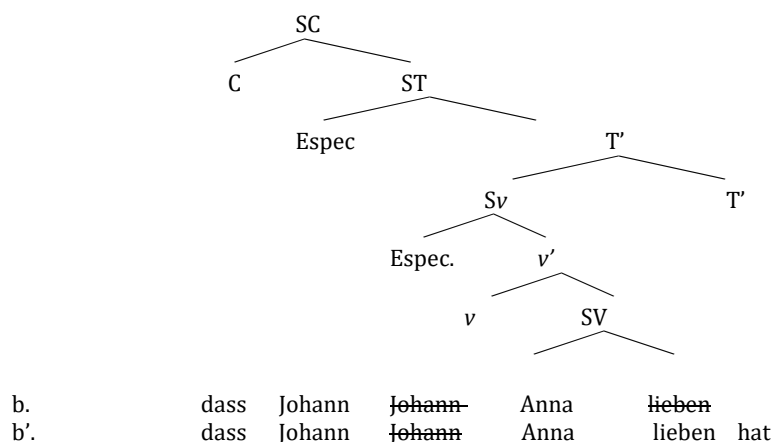 SC
C ST
Espec T’
Sv T’
Espec. v’
v SV
b. dass Johann Johann Anna lieben
b’. dass Johann Johann Anna lieben hat